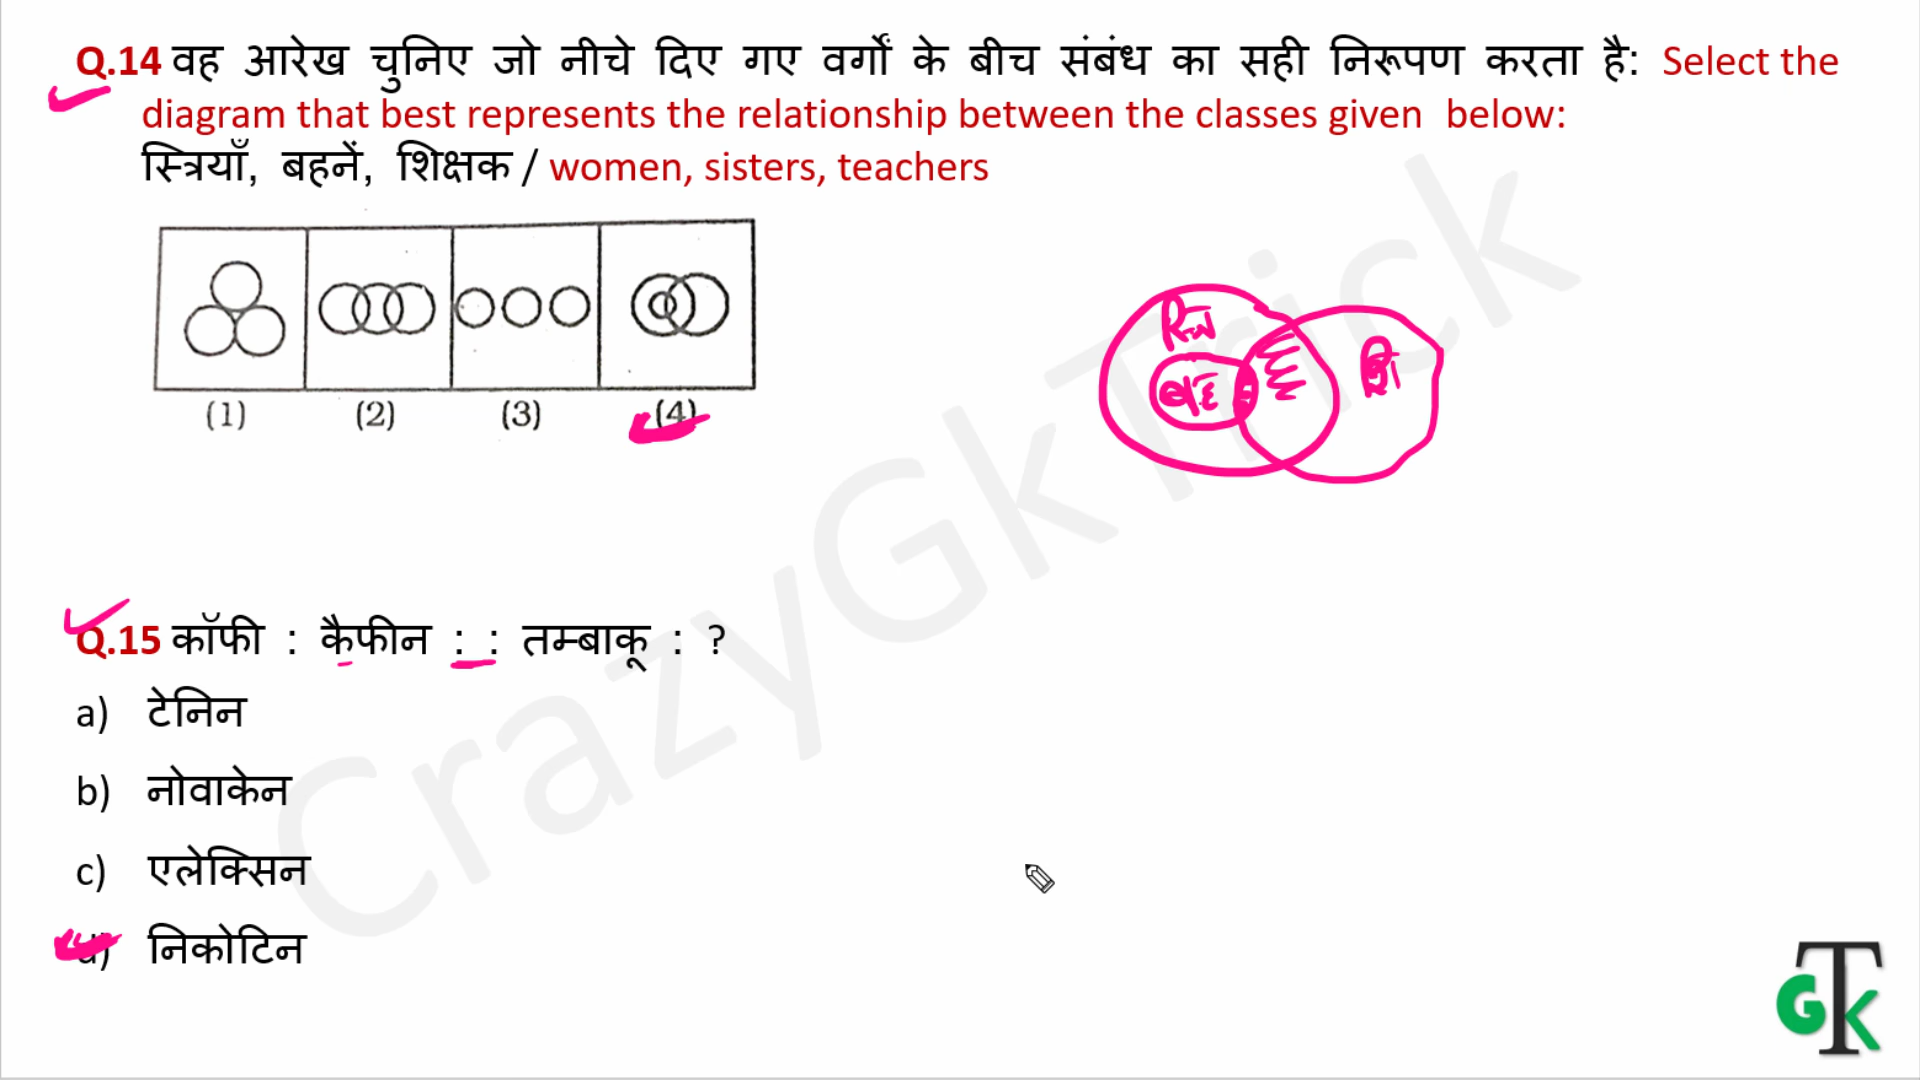 Q.14 वह आरेख चुनिए जो नीचे दिए गए वर्गों के बीच संबंध का सही निरूपण करता है: Select the
diagram that best represents the relationship between the classes given below:
स्त्रियाँ, बहनें, शिक्षक / women, sisters, teachers
(1) (2) (3) (4)
Q.15 कॉफी : कैफीन : : तम्बाकू : ?
a) टेनिन
b) नोवाकेन
c) एलेक्सिन
d) निकोटिन
CrazyGkTrick
GTK